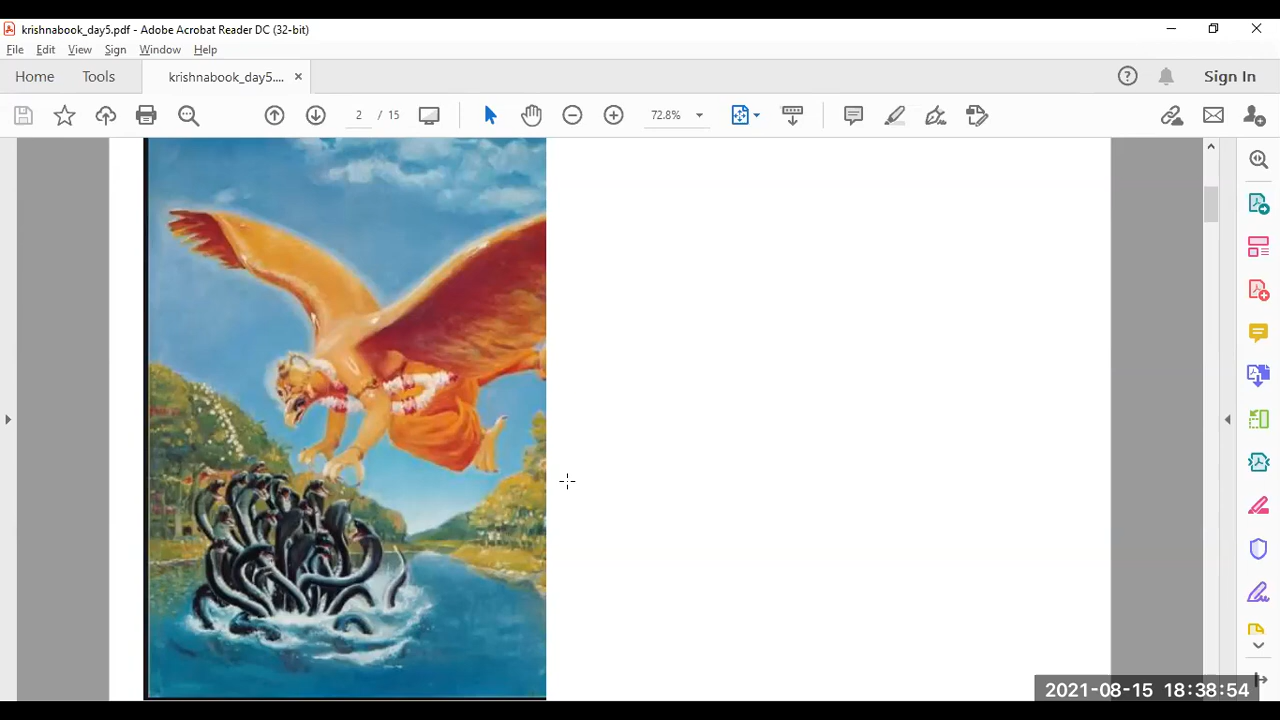 krishnabook_day5.pdf - Adobe Acrobat Reader DC (32-bit)
File Edit View Sign Window Help
Home Tools krishnabook_day5.... Sign In
2 / 15 72.8%
2021-08-15 18:38:54